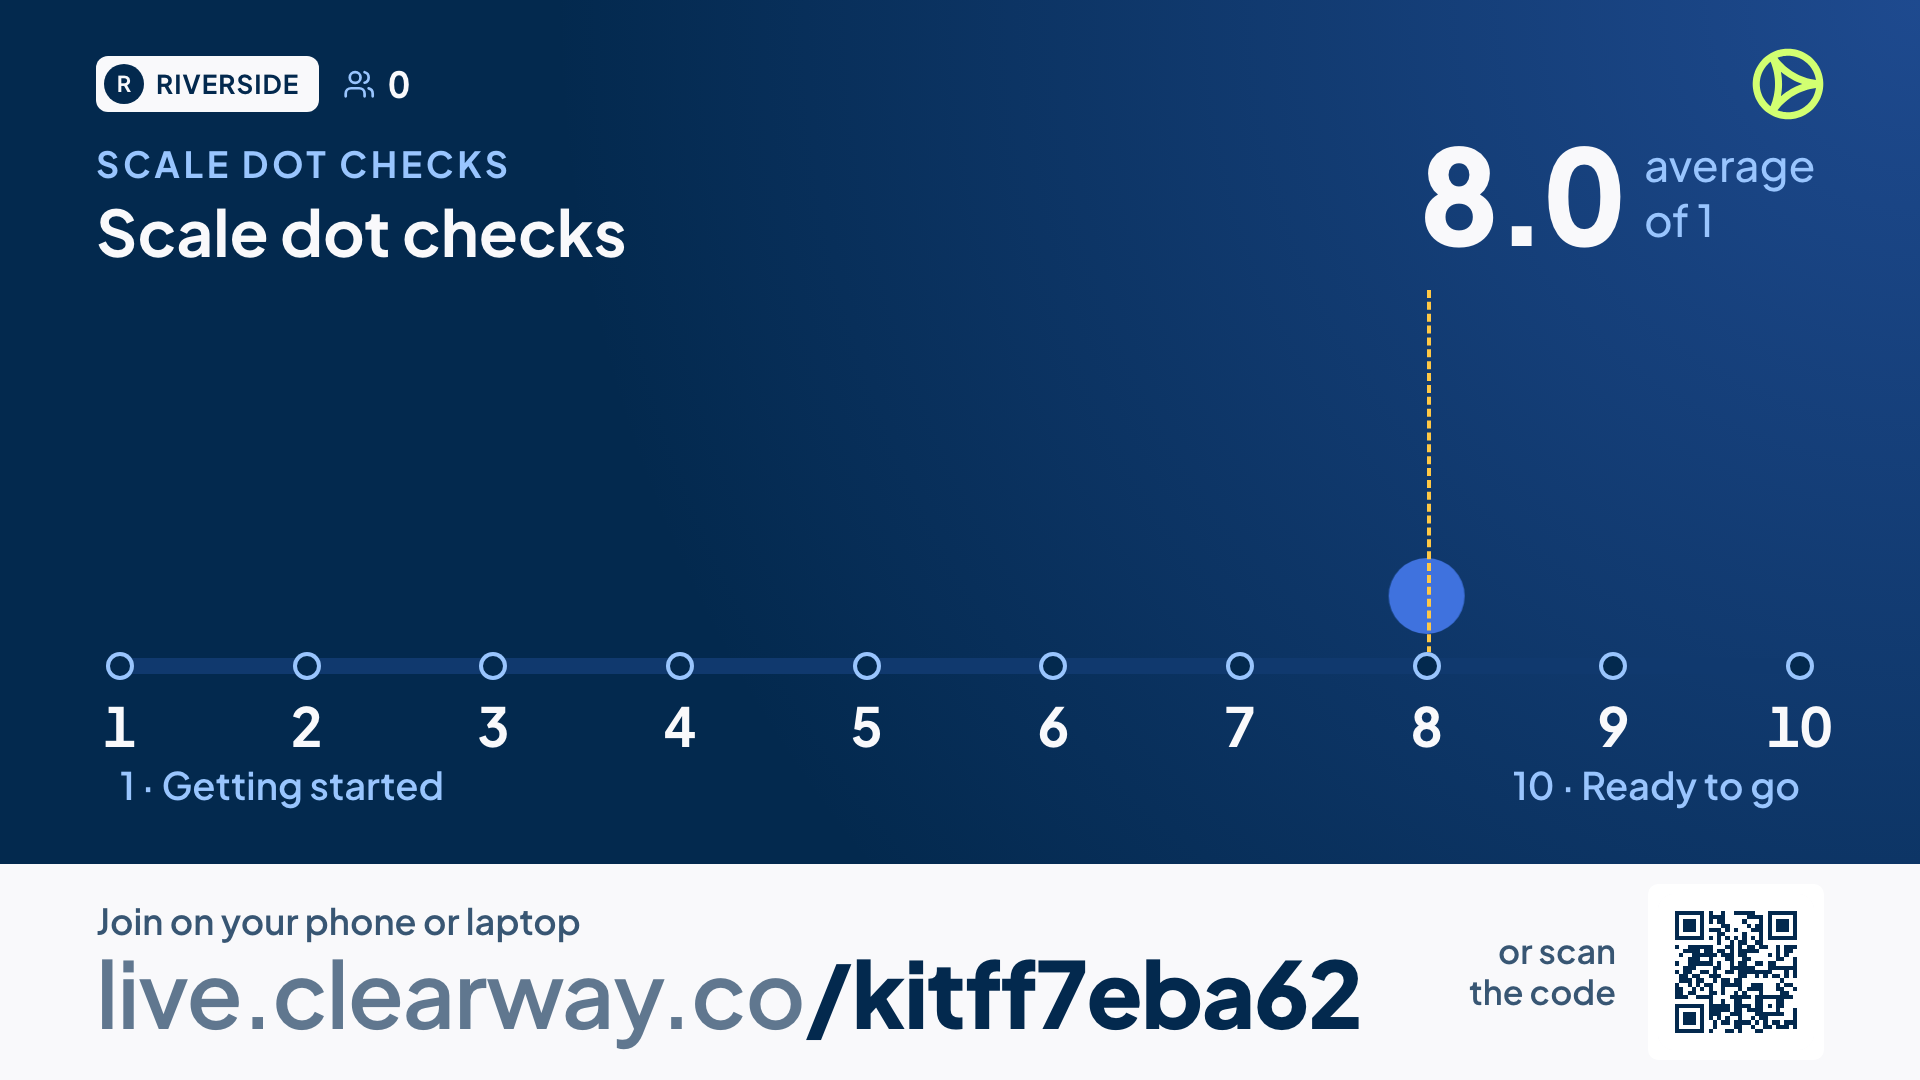 R RIVERSIDE 0
SCALE DOT CHECKS
Scale dot checks
8.0 average
of 1
1 2 3 4 5 6 7 8 9 10
1 · Getting started 10 · Ready to go
Join on your phone or laptop
live.clearway.co/kitff7eba62
or scan
the code